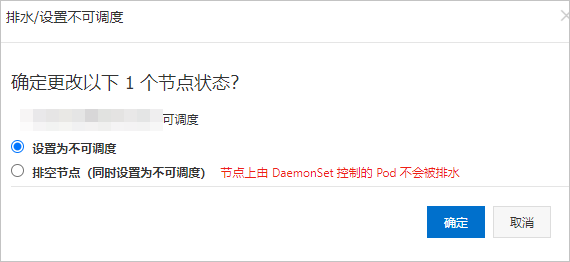 排水/设置不可调度
确定更改以下 1 个节点状态？
可调度
设置为不可调度
排空节点（同时设置为不可调度） 节点上由 DaemonSet 控制的 Pod 不会被排水
确定 取消